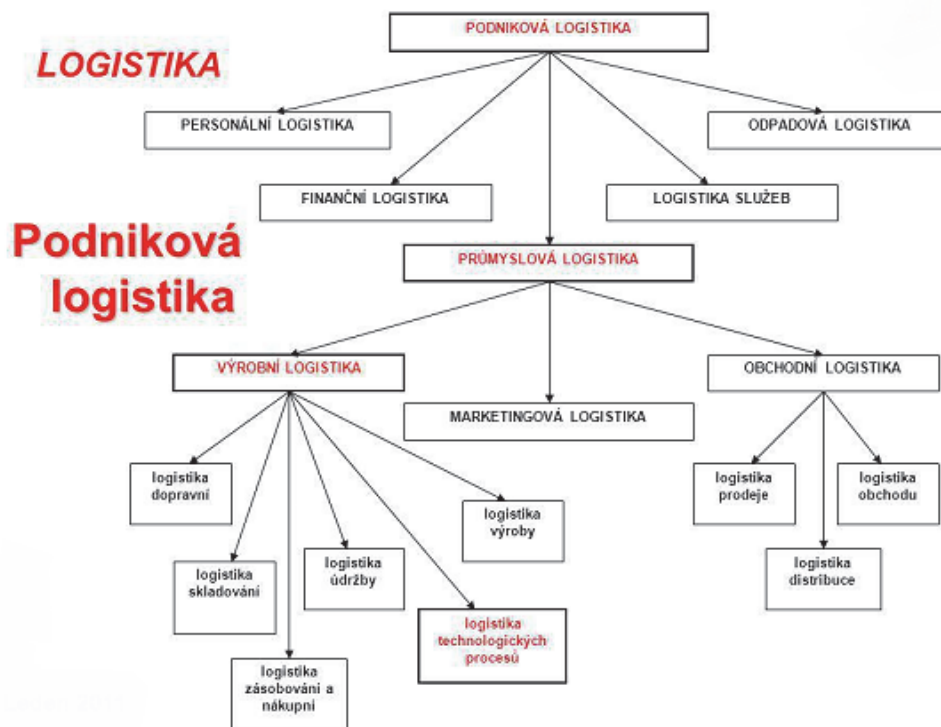 PODNIKOVÁ LOGISTIKA
LOGISTIKA
PERSONÁLNÍ LOGISTIKA
ODPADOVÁ LOGISTIKA
FINANČNÍ LOGISTIKA
LOGISTIKA SLUŽEB
Podniková
logistika
PRŮMYSLOVÁ LOGISTIKA
VÝROBNÍ LOGISTIKA
OBCHODNÍ LOGISTIKA
MARKETINGOVÁ LOGISTIKA
logistika
dopravní
logistika
prodeje
logistika
obchodu
logistika
výroby
logistika
skladování
logistika
údržby
logistika
distribuce
logistika
technologických
procesů
logistika
zásobování a
nákupní